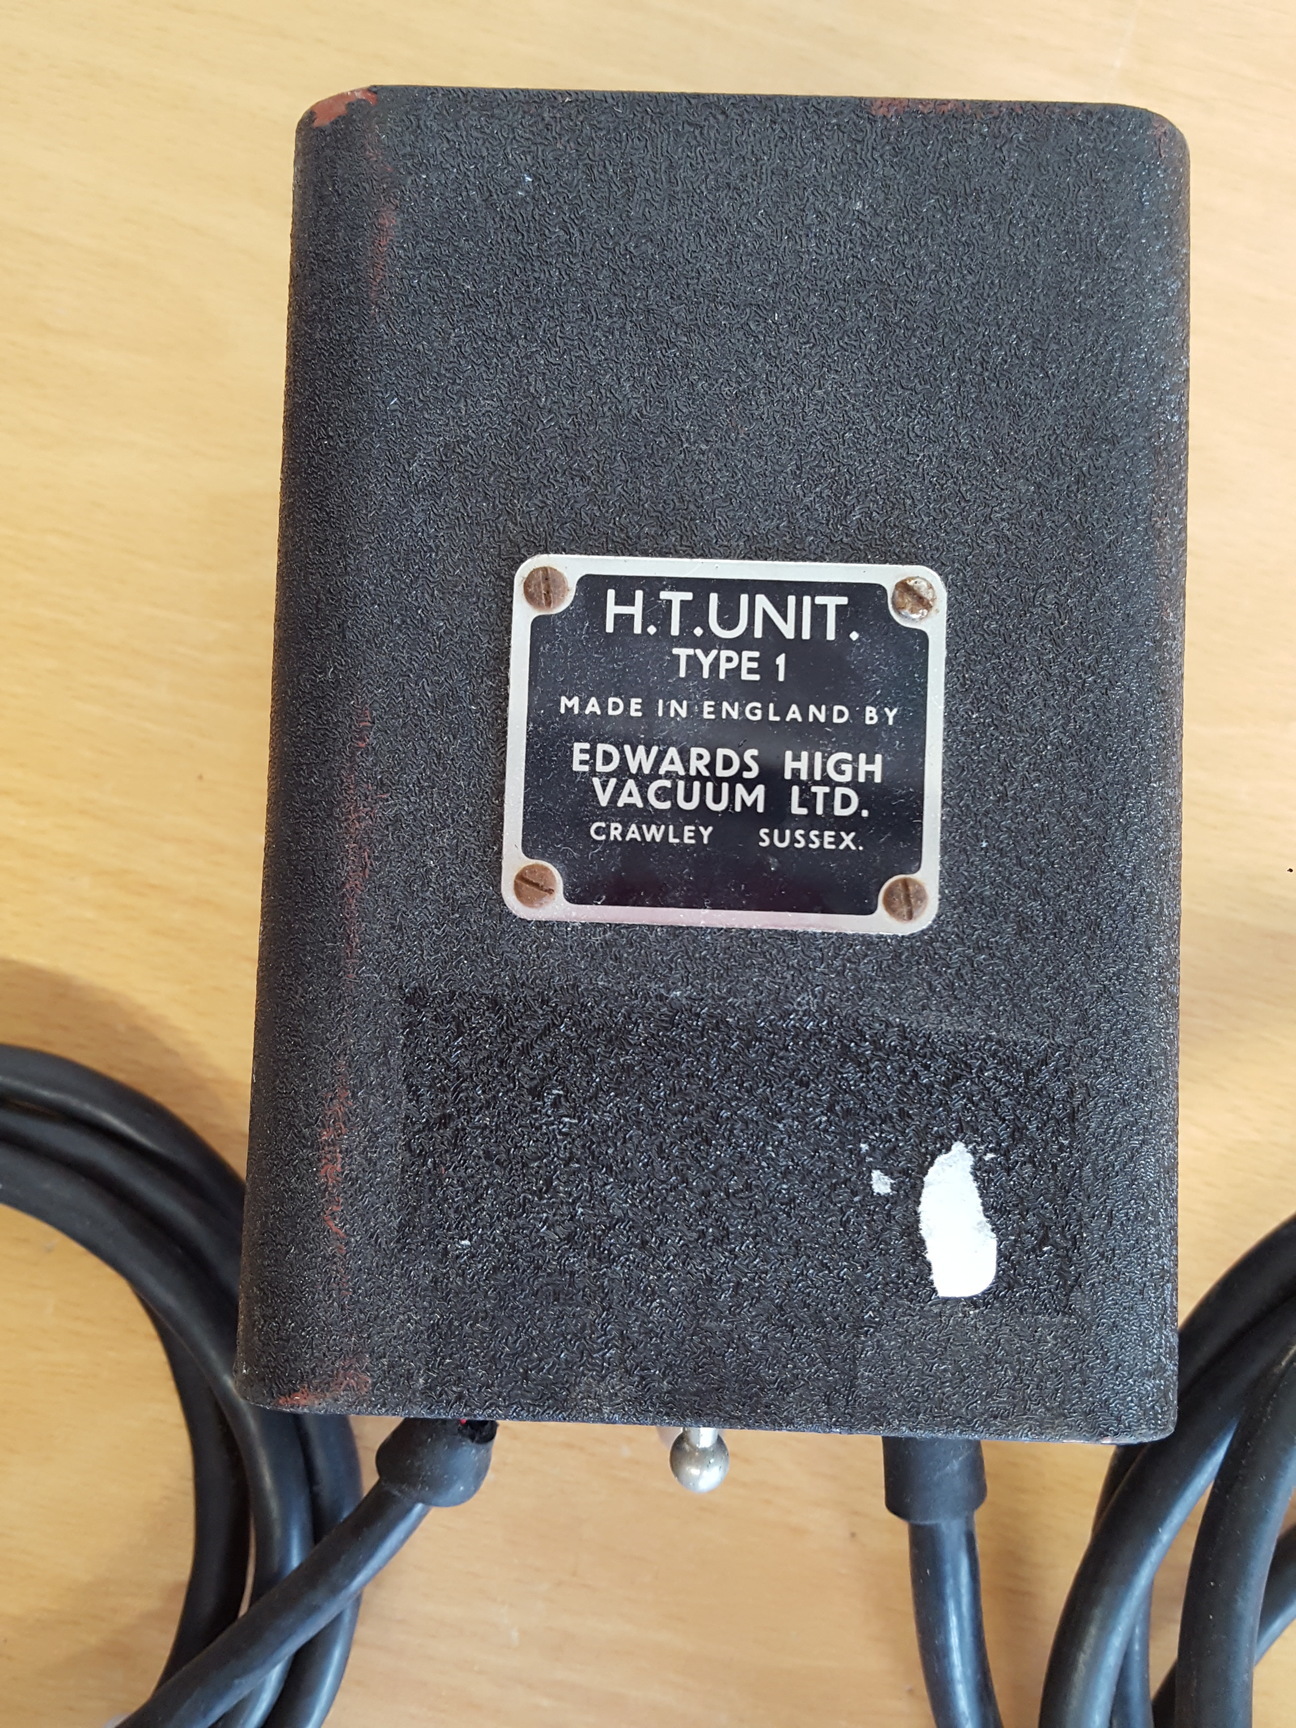 H.T.UNIT.
TYPE 1
MADE IN ENGLAND BY
EDWARDS HIGH
VACUUM LTD.
CRAWLEY SUSSEX.